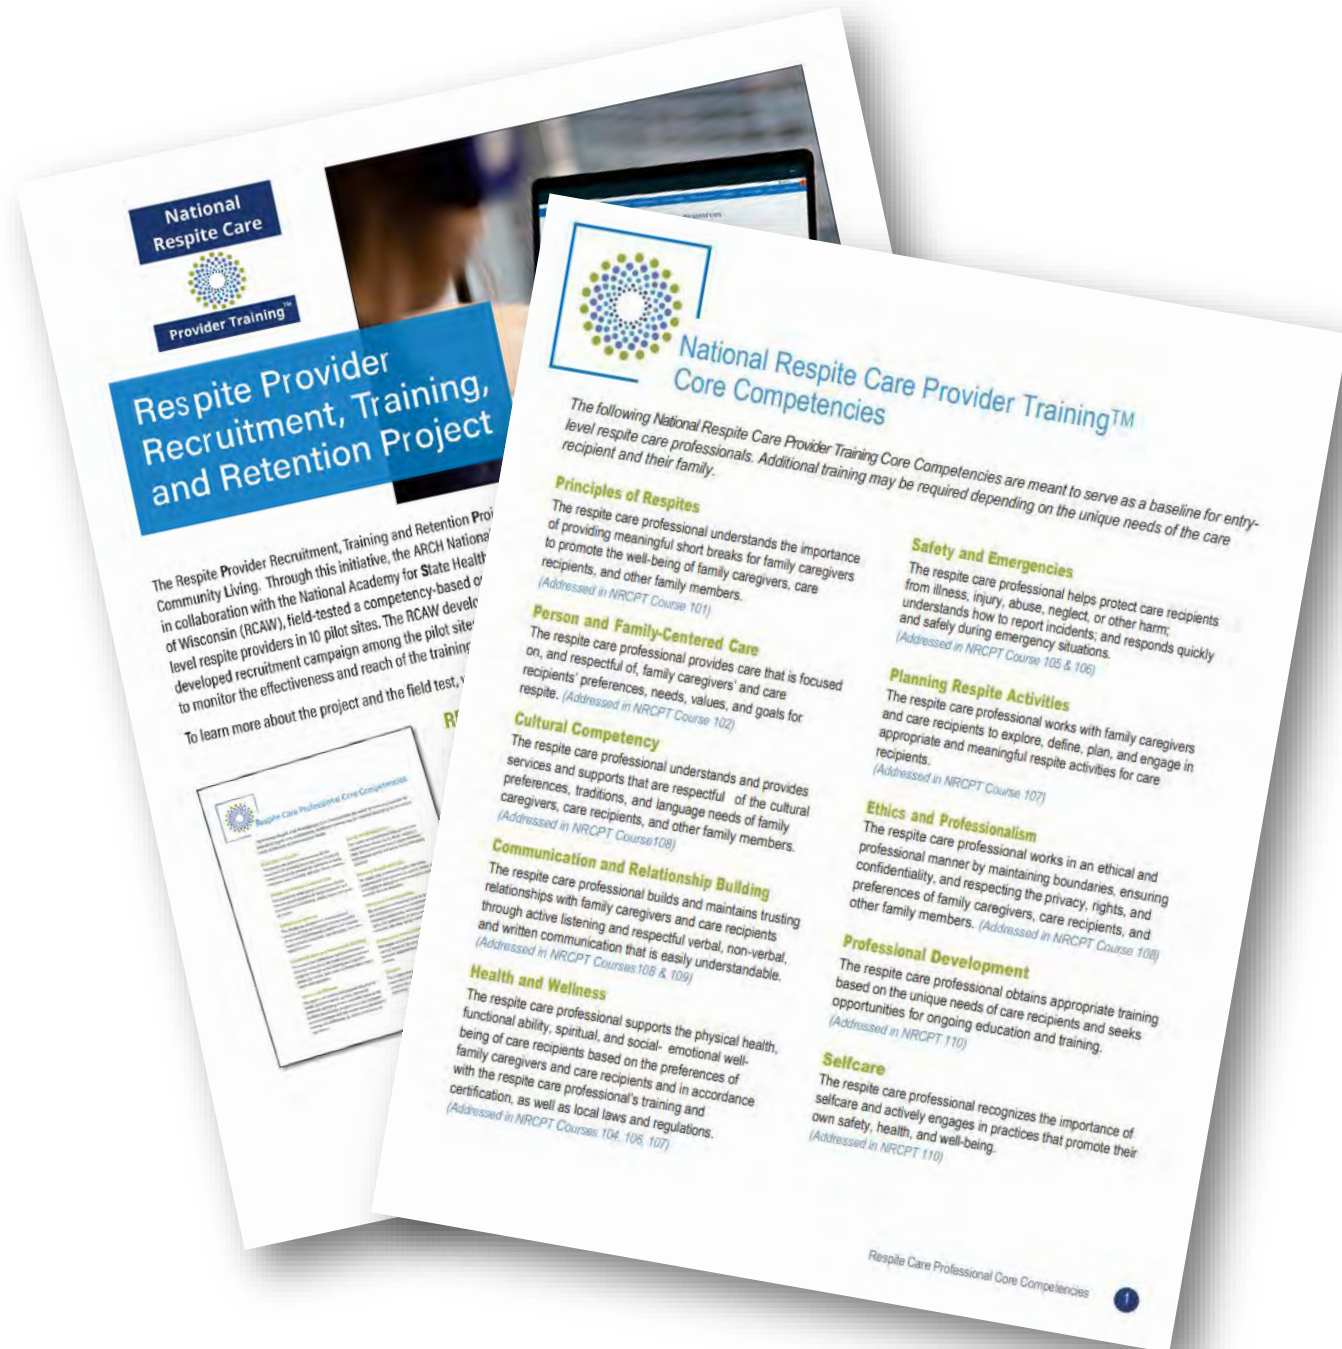 National
Respite Care
Provider Training™
Respite Provider
Recruitment, Training,
and Retention Project
The Respite Provider Recruitment, Training and Retention
Community Living. Through this initiative, the ARCH National
in collaboration with the National Academy for State Health
of Wisconsin (RCAW), field-tested a competency-based
level respite providers in 10 pilot sites. The RCAW
developed recruitment campaign among the pilot
to monitor the effectiveness and reach of the training
To learn more about the project and the field test,
Respite Care Professional Core Competencies
National Respite Care Provider Training™
Core Competencies
The following National Respite Care Provider Training Core Competencies are meant to serve as a baseline for entry-
level respite care professionals. Additional training may be required depending on the unique needs of the care
recipient and their family.
Principles of Respites
The respite care professional understands the importance
of providing meaningful short breaks for family caregivers
to promote the well-being of family caregivers, care
recipients, and other family members.
(Addressed in NRCPT Course 101)
Person and Family-Centered Care
The respite care professional provides care that is focused
on, and respectful of, family caregivers' and care
recipients' preferences, needs, values, and goals for
respite. (Addressed in NRCPT Course 102)
Cultural Competency
The respite care professional understands and provides
services and supports that are respectful of the cultural
preferences, traditions, and language needs of family
caregivers, care recipients, and other family members.
(Addressed in NRCPT Course108)
Communication and Relationship Building
The respite care professional builds and maintains trusting
relationships with family caregivers and care recipients
through active listening and respectful verbal, non-verbal,
and written communication that is easily understandable.
(Addressed in NRCPT Courses108 & 109)
Health and Wellness
The respite care professional supports the physical health,
functional ability, spiritual, and social- emotional well-
being of care recipients based on the preferences of
family caregivers and care recipients and in accordance
with the respite care professional's training and
certification, as well as local laws and regulations.
(Addressed in NRCPT Courses 104, 106, 107)
Safety and Emergencies
The respite care professional helps protect care recipients
from illness, injury, abuse, neglect, or other harm;
understands how to report incidents; and responds quickly
and safely during emergency situations.
(Addressed in NRCPT Course 105 & 106)
Planning Respite Activities
The respite care professional works with family caregivers
and care recipients to explore, define, plan, and engage in
appropriate and meaningful respite activities for care
recipients.
(Addressed in NRCPT Course 107)
Ethics and Professionalism
The respite care professional works in an ethical and
professional manner by maintaining boundaries, ensuring
confidentiality, and respecting the privacy, rights, and
preferences of family caregivers, care recipients, and
other family members. (Addressed in NRCPT Course 108)
Professional Development
The respite care professional obtains appropriate training
based on the unique needs of care recipients and seeks
opportunities for ongoing education and training.
(Addressed in NRCPT 110)
Selfcare
The respite care professional recognizes the importance of
selfcare and actively engages in practices that promote their
own safety, health, and well-being.
(Addressed in NRCPT 110)
Respite Care Professional Core Competencies
1